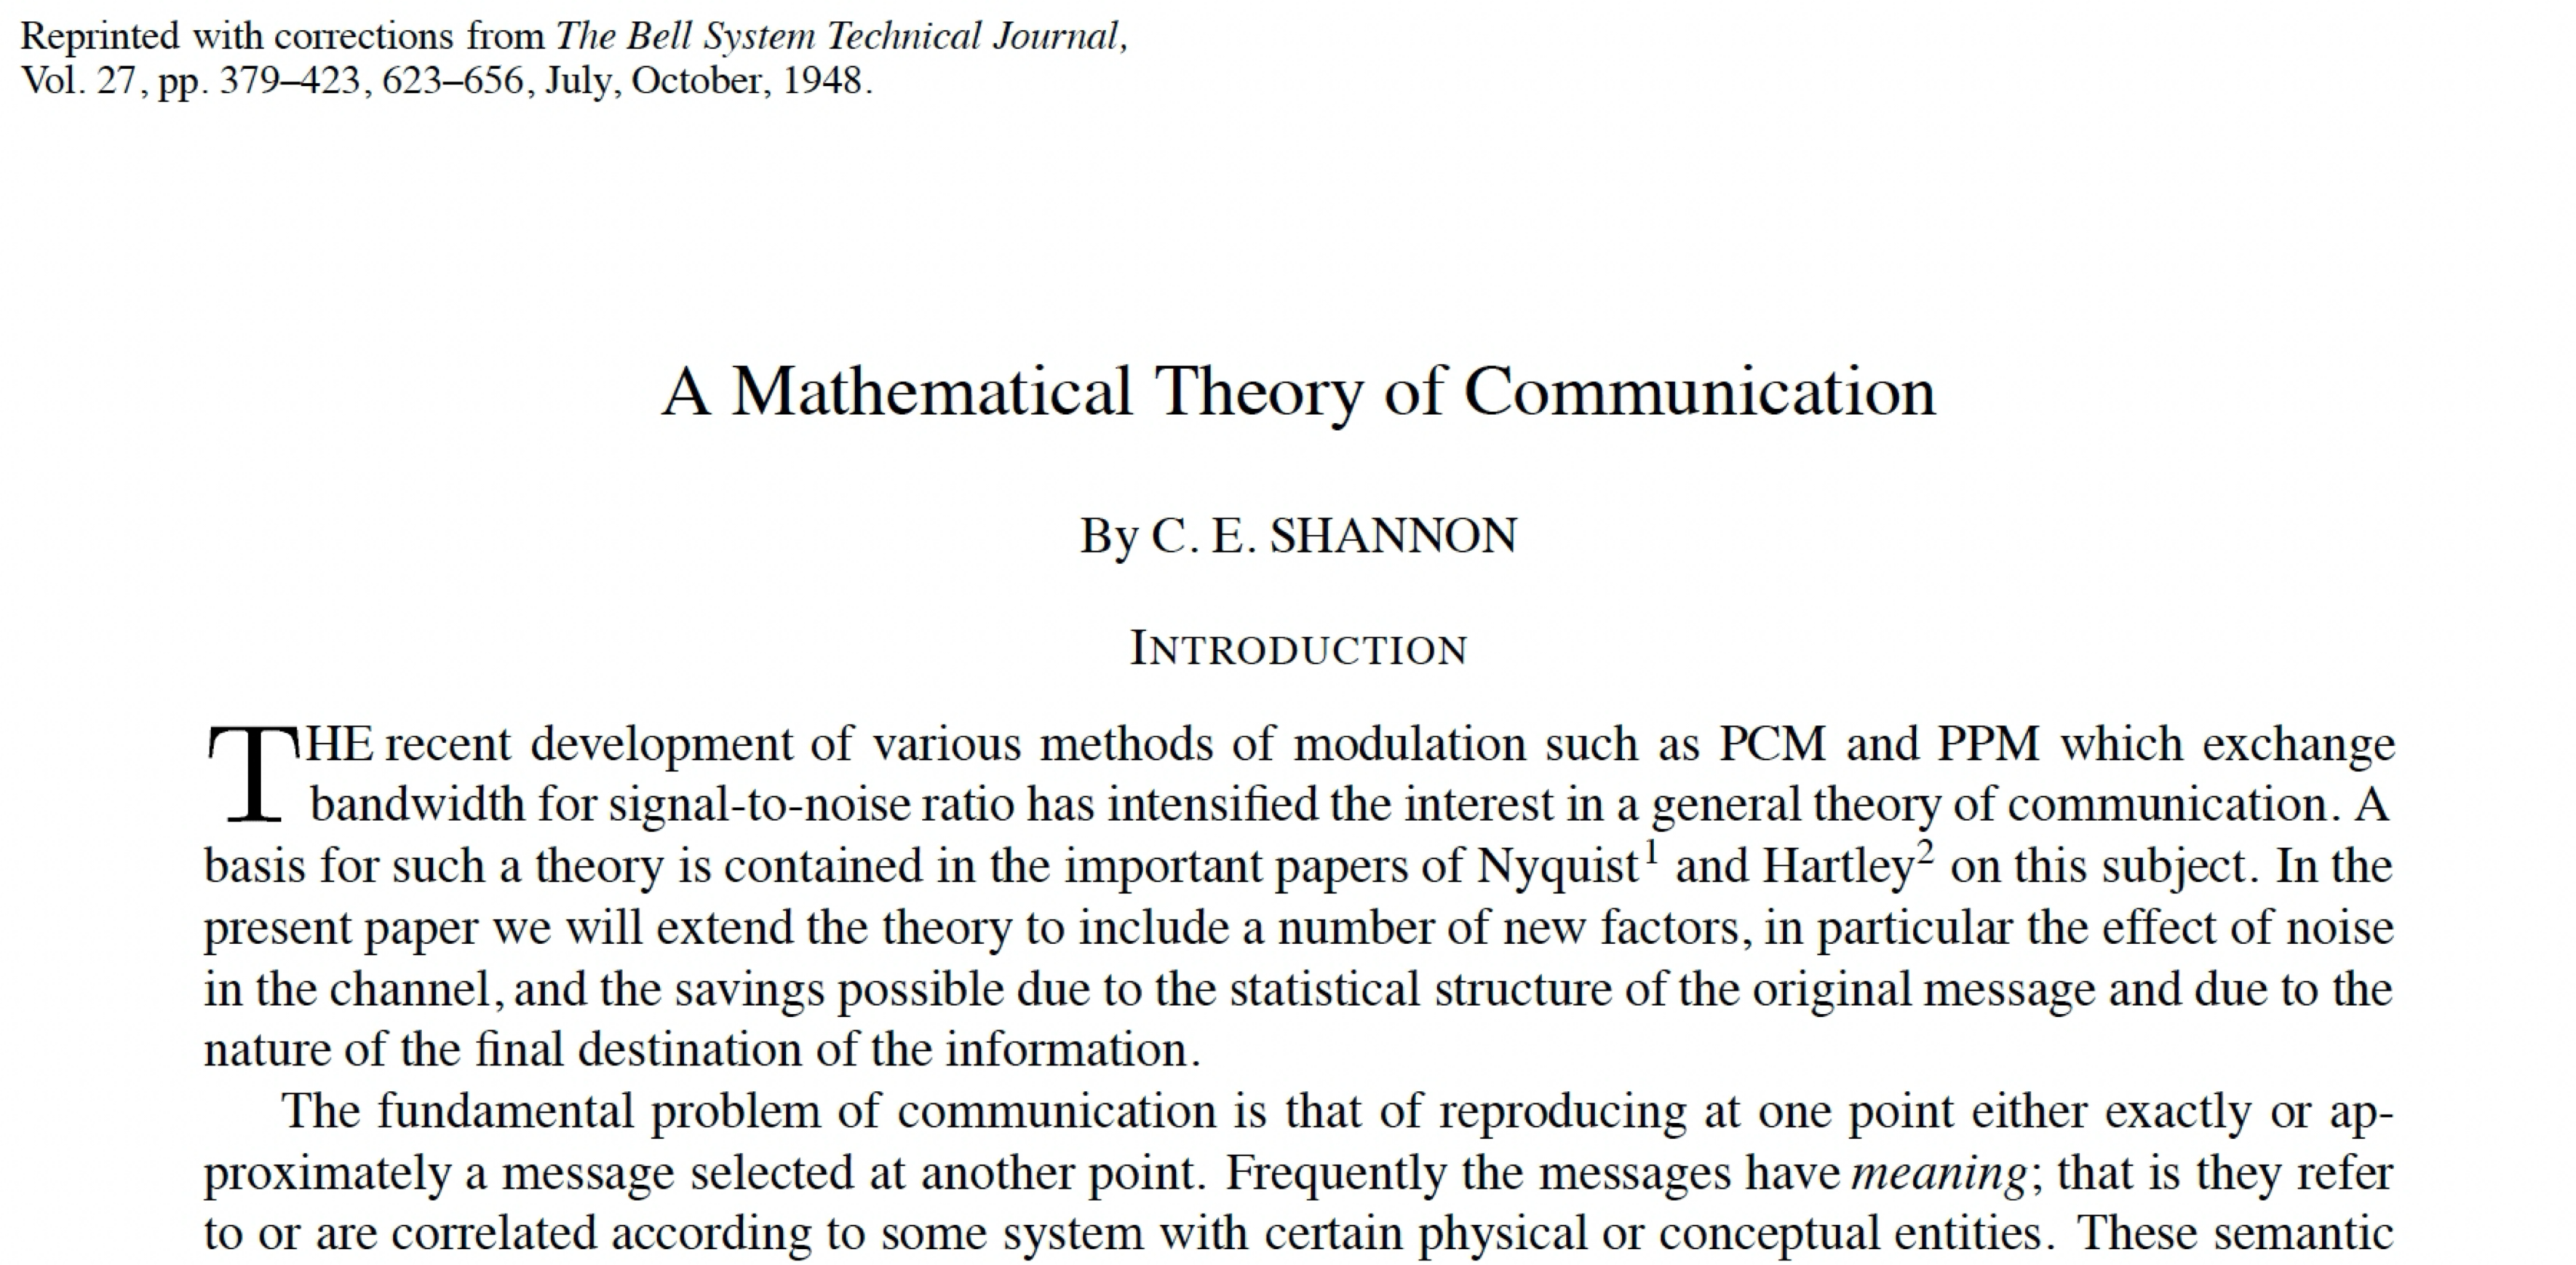 Reprinted with corrections from The Bell System Technical Journal,
Vol. 27, pp. 379–423, 623–656, July, October, 1948.
A Mathematical Theory of Communication
By C. E. SHANNON
INTRODUCTION
THE recent development of various methods of modulation such as PCM and PPM which exchange
bandwidth for signal-to-noise ratio has intensified the interest in a general theory of communication. A
basis for such a theory is contained in the important papers of Nyquist¹ and Hartley² on this subject. In the
present paper we will extend the theory to include a number of new factors, in particular the effect of noise
in the channel, and the savings possible due to the statistical structure of the original message and due to the
nature of the final destination of the information.
The fundamental problem of communication is that of reproducing at one point either exactly or ap-
proximately a message selected at another point. Frequently the messages have meaning; that is they refer
to or are correlated according to some system with certain physical or conceptual entities. These semantic